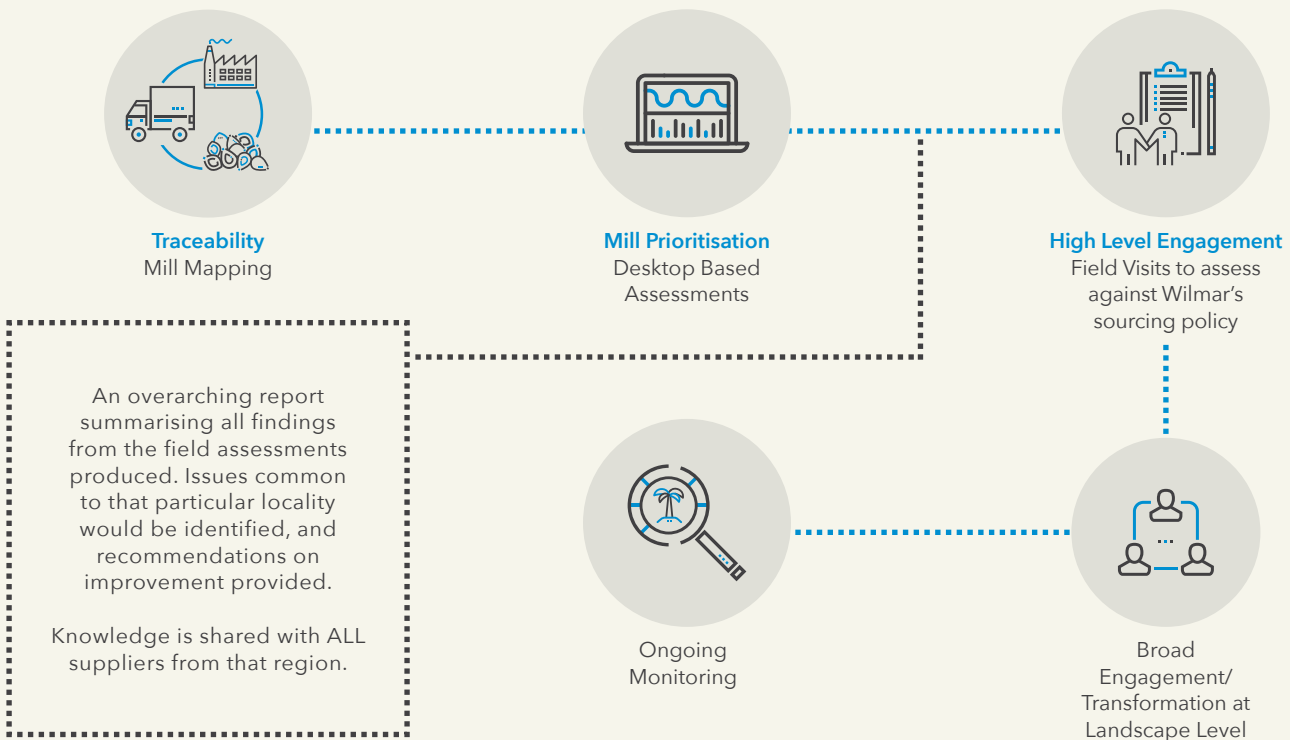 Traceability
Mill Mapping
Mill Prioritisation
Desktop Based
Assessments
High Level Engagement
Field Visits to assess
against Wilmar's
sourcing policy
An overarching report
summarising all findings
from the field assessments
produced. Issues common
to that particular locality
would be identified, and
recommendations on
improvement provided.
Knowledge is shared with ALL
suppliers from that region.
Ongoing
Monitoring
Broad
Engagement/
Transformation at
Landscape Level